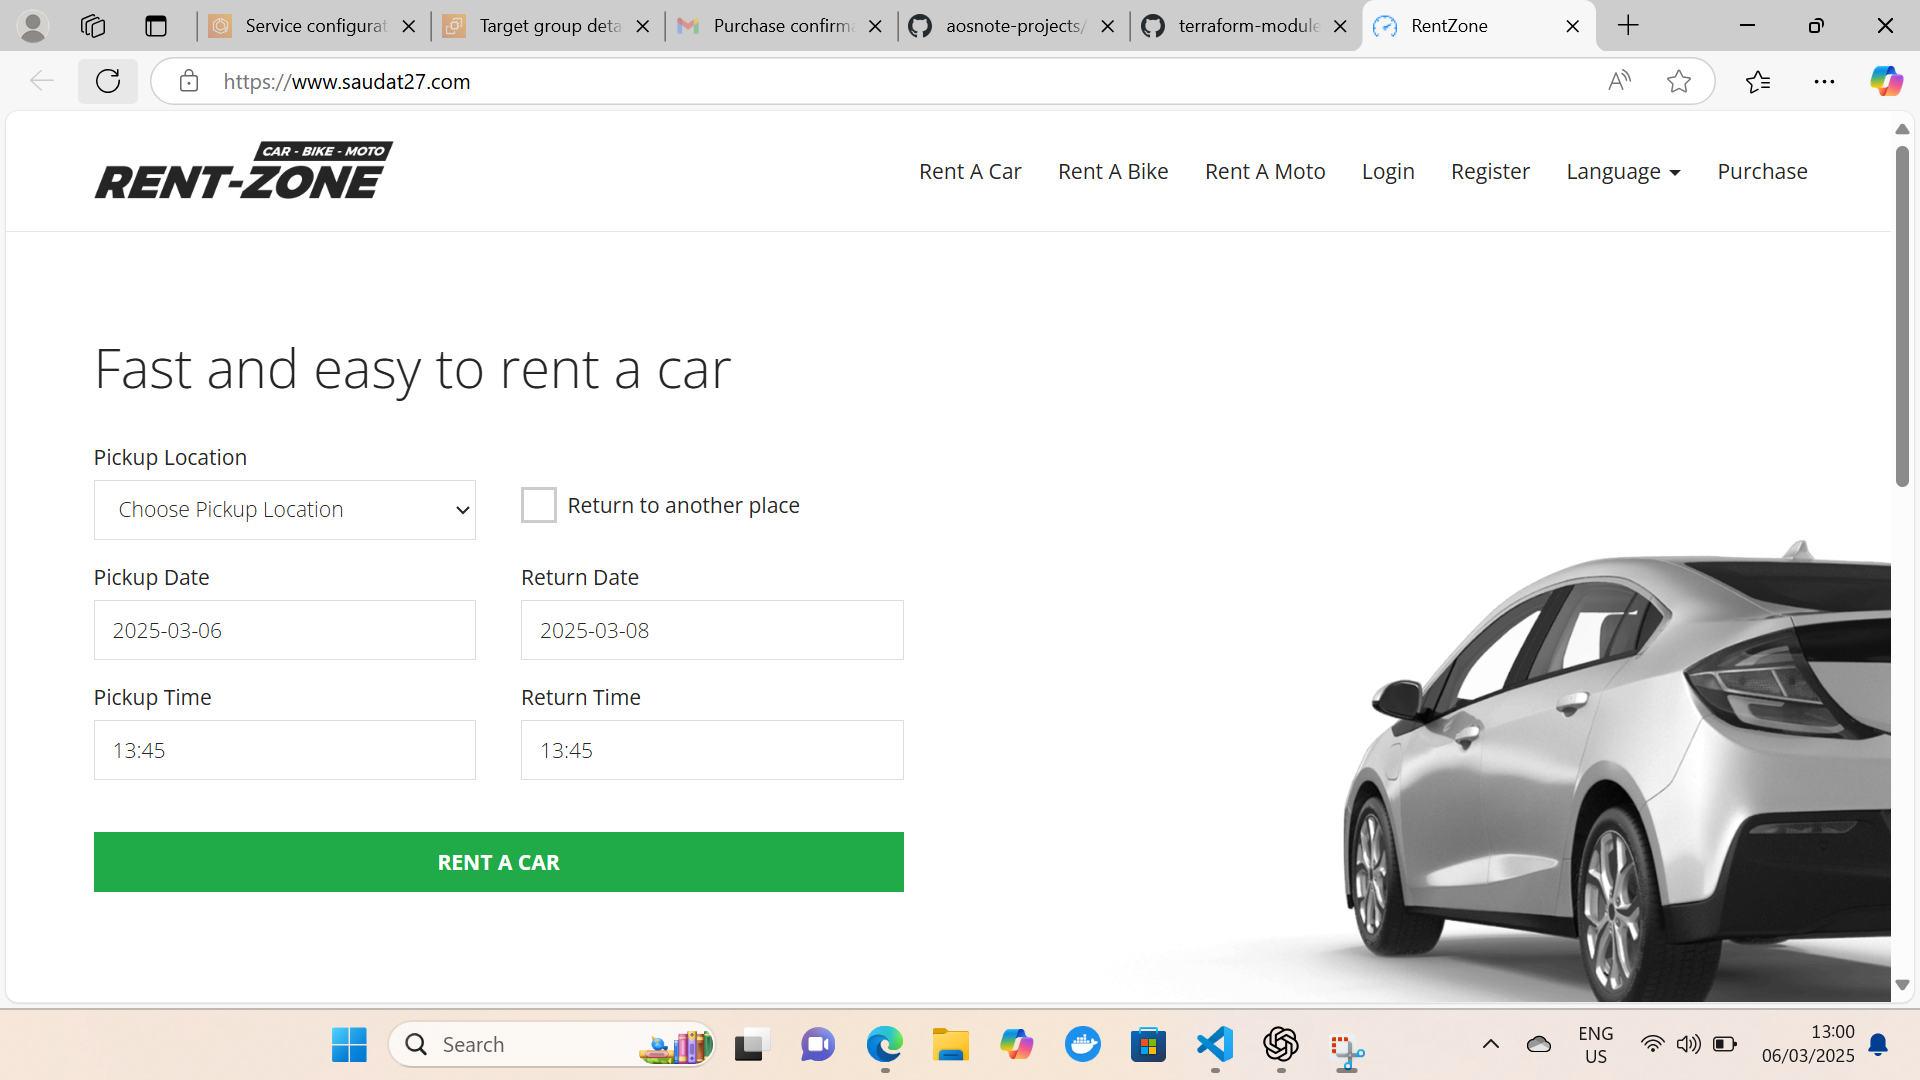 Service configurat
Target group deta
Purchase confirma
aosnote-projects/
terraform-module
RentZone
https://www.saudat27.com
CAR - BIKE - MOTO
RENT-ZONE
Rent A Car
Rent A Bike
Rent A Moto
Login
Register
Language
Purchase
Fast and easy to rent a car
Pickup Location
Choose Pickup Location
Return to another place
Pickup Date
Return Date
2025-03-06
2025-03-08
Pickup Time
Return Time
13:45
13:45
RENT A CAR
Search
ENG
US
13:00
06/03/2025